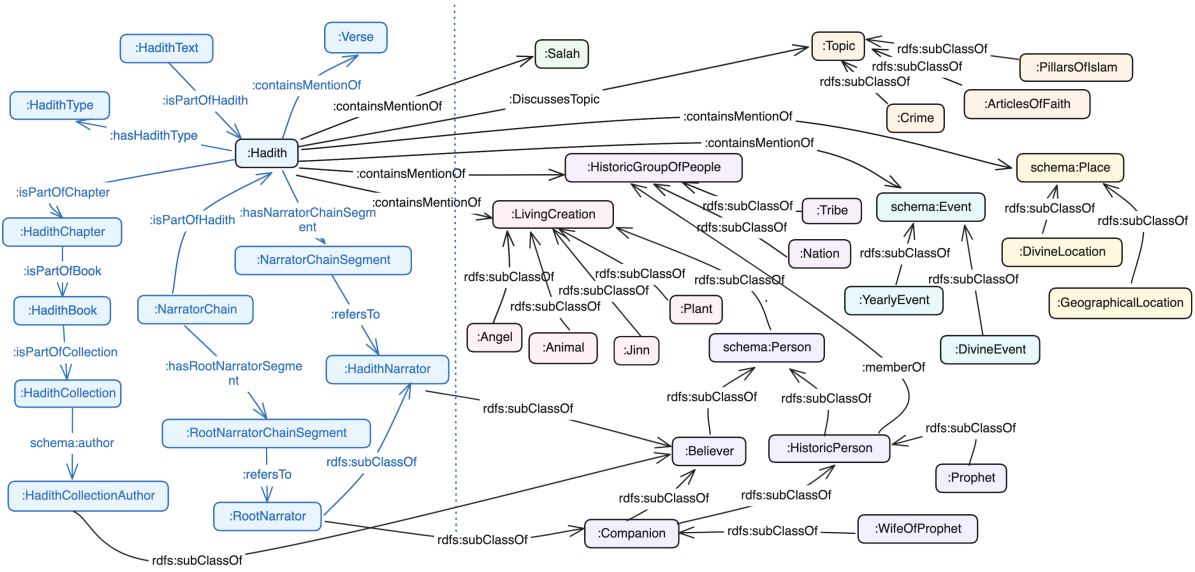 :HadithText
:Verse
:Salah
:Topic
rdfs:subClassOf
:PillarsOfIslam
rdfs:subClassOf
rdfs:subClassOf
:ArticlesOfFaith
:Crime
:HadithType
:isPartOfHadith
:containsMentionOf
:containsMentionOf
:DiscussesTopic
:hasHadithType
:containsMentionOf
:Hadith
:containsMentionOf
:HistoricGroupOfPeople
schema:Place
:containsMentionOf
:isPartOfChapter
:containsMentionOf
rdfs:subClassOf
:Tribe
schema:Event
rdfs:subClassOf
:isPartOfHadith
:hasNarratorChainSegm
ent
:LivingCreation
rdfs:subClassOf
rdfs:subClassOf
:HadithChapter
:NarratorChainSegment
:Nation
rdfs:subClassOf
:DivineLocation
:isPartOfBook
rdfs:subClassOf
rdfs:subClassOf
rdfs:subClassOf
rdfs:subClassOf
rdfs:subClassOf
:HadithBook
:NarratorChain
:refersTo
:Plant
:YearlyEvent
:GeographicalLocation
:Angel
:Animal
:Jinn
schema:Person
:DivineEvent
:isPartOfCollection
:hasRootNarratorSegme
nt
:HadithNarrator
:memberOf
:HadithCollection
rdfs:subClassOf
rdfs:subClassOf
rdfs:subClassOf
schema:author
:RootNarratorChainSegment
rdfs:subClassOf
:Believer
:HistoricPerson
rdfs:subClassOf
:refersTo
:Prophet
:HadithCollectionAuthor
rdfs:subClassOf
rdfs:subClassOf
:RootNarrator
rdfs:subClassOf
:Companion
rdfs:subClassOf
:WifeOfProphet
rdfs:subClassOf